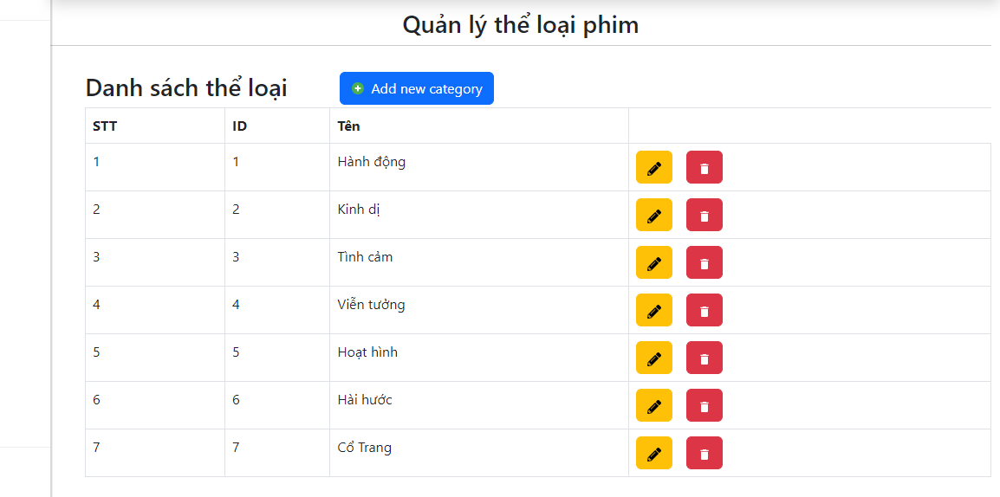 Quản lý thể loại phim
Danh sách thể loại Add new category
STT ID Tên
1 1 Hành động
2 2 Kinh dị
3 3 Tình cảm
4 4 Viễn tưởng
5 5 Hoạt hình
6 6 Hài hước
7 7 Cổ Trang